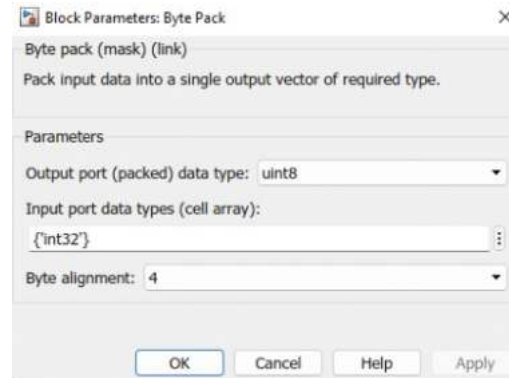 Block Parameters: Byte Pack
Byte pack (mask) (link)
Pack input data into a single output vector of required type.
Parameters
Output port (packed) data type: uint8
Input port data types (cell array):
{'int32'}
Byte alignment: 4
OK Cancel Help Apply